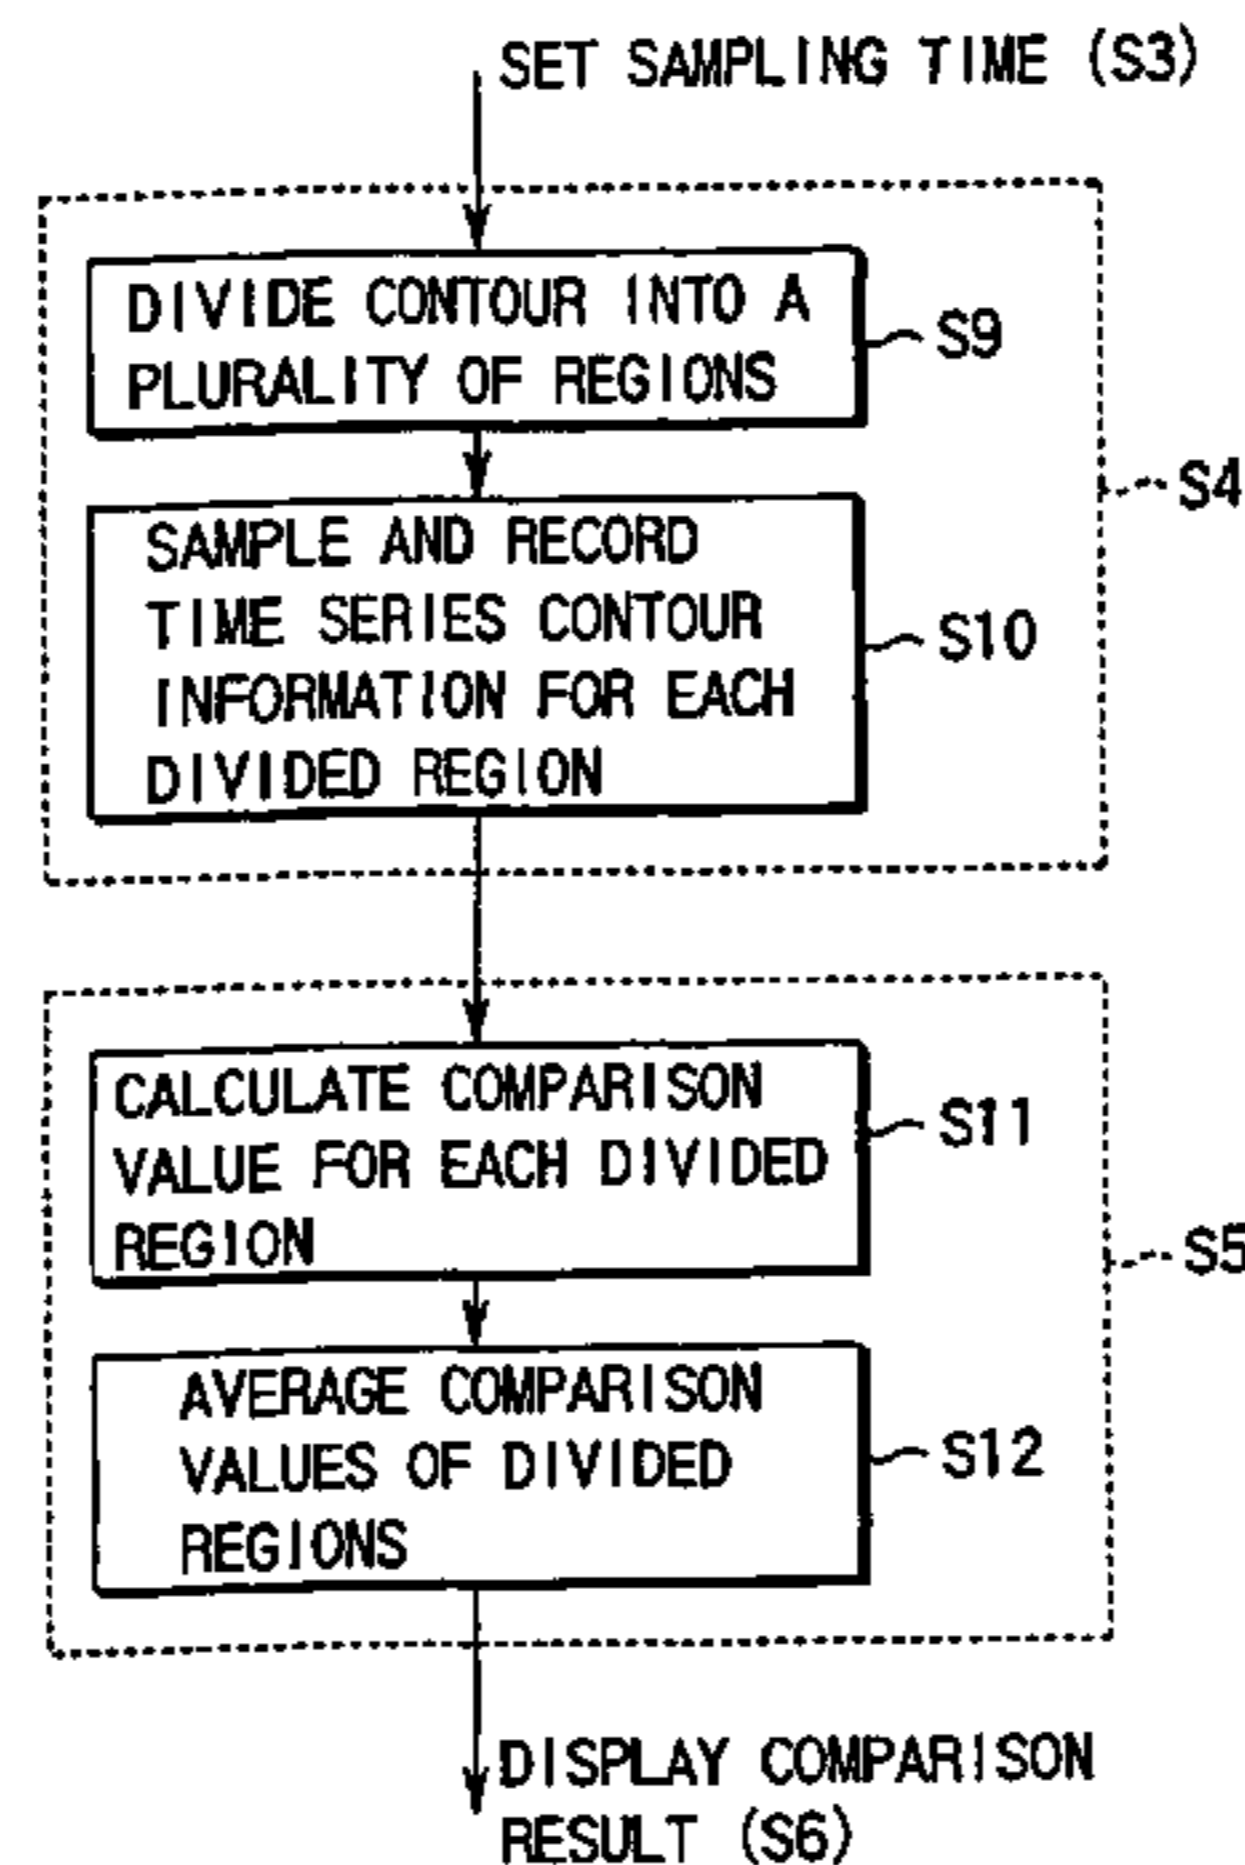 SET SAMPLING TIME (S3)
DIVIDE CONTOUR INTO A
PLURALITY OF REGIONS
S9
S4
SAMPLE AND RECORD
TIME SERIES CONTOUR
INFORMATION FOR EACH
DIVIDED REGION
S10
CALCULATE COMPARISON
VALUE FOR EACH DIVIDED
REGION
S11
S5
AVERAGE COMPARISON
VALUES OF DIVIDED
REGIONS
S12
DISPLAY COMPARISON
RESULT (S6)